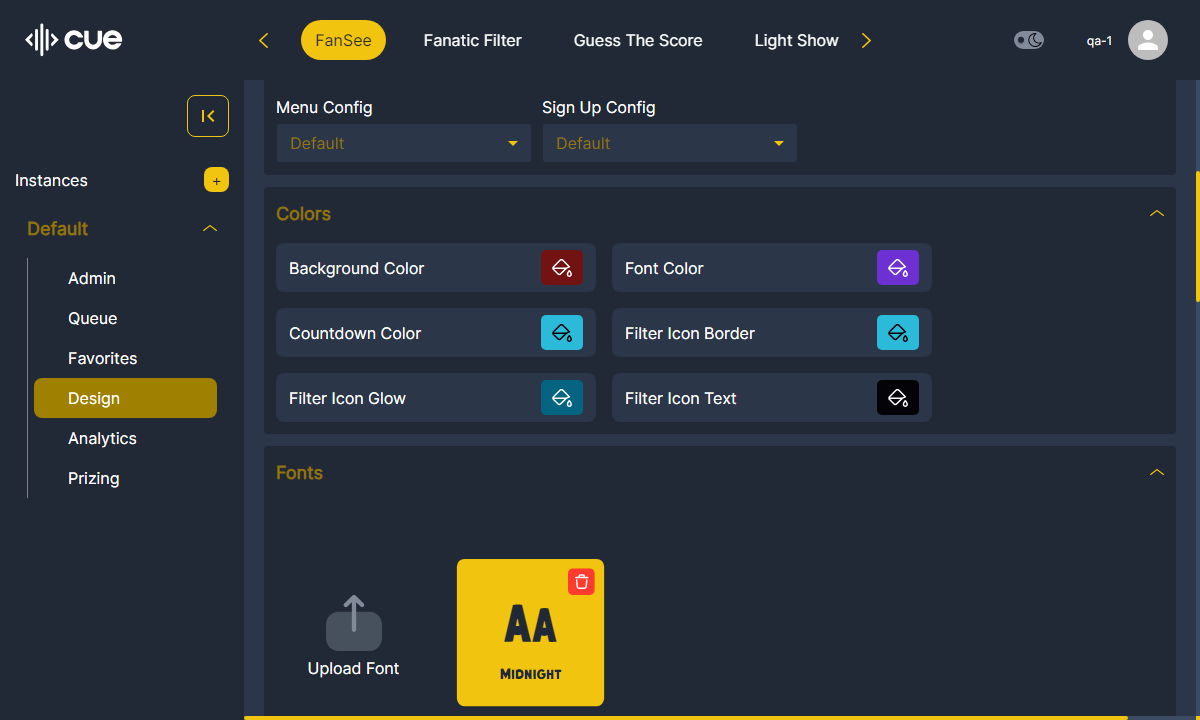 cue
FanSee
Fanatic Filter
Guess The Score
Light Show
qa-1
Instances
+
Default
Admin
Queue
Favorites
Design
Analytics
Prizing
Menu Config
Sign Up Config
Default
Default
Colors
Background Color
Font Color
Countdown Color
Filter Icon Border
Filter Icon Glow
Filter Icon Text
Fonts
Upload Font
AA
MIDNIGHT